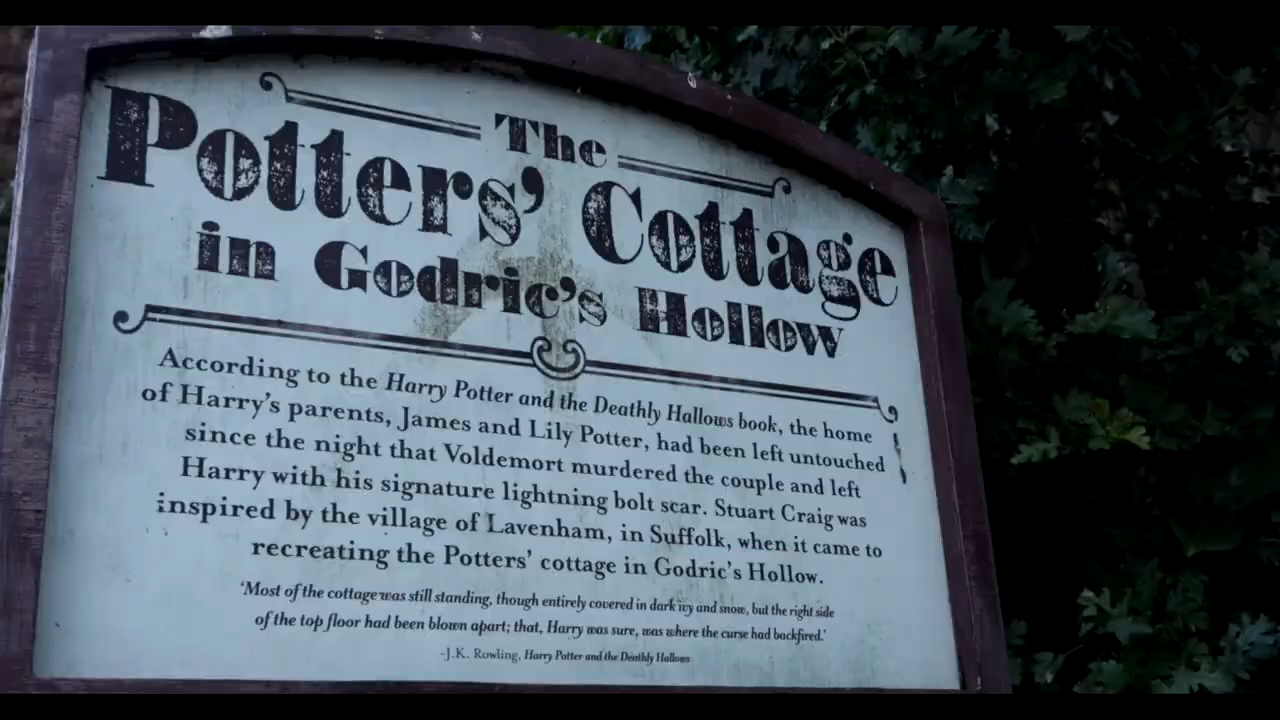 The
Potters’ Cottage
in Godric’s Hollow
According to the Harry Potter and the Deathly Hallows book, the home
of Harry’s parents, James and Lily Potter, had been left untouched
since the night that Voldemort murdered the couple and left
Harry with his signature lightning bolt scar. Stuart Craig was
inspired by the village of Lavenham, in Suffolk, when it came to
recreating the Potters’ cottage in Godric’s Hollow.
‘Most of the cottage was still standing, though entirely covered in dark ivy and snow, but the right side
of the top floor had been blown apart; that, Harry was sure, was where the curse had backfired.’
-J.K. Rowling, Harry Potter and the Deathly Hallows